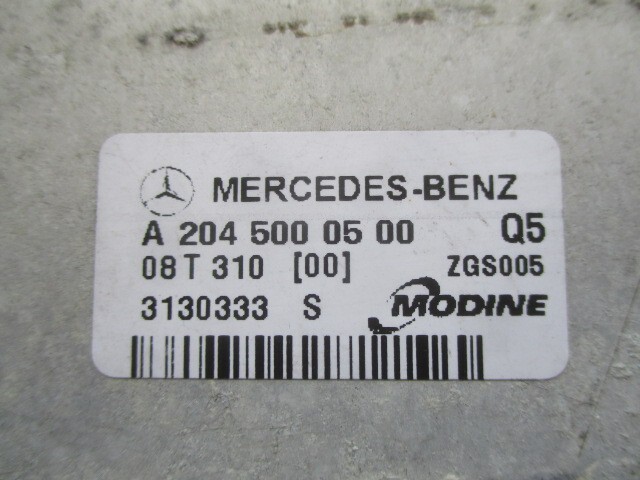 MERCEDES-BENZ
A 204 500 05 00 Q5
08 T 310 [00] ZGS005
3130333 S MODINE